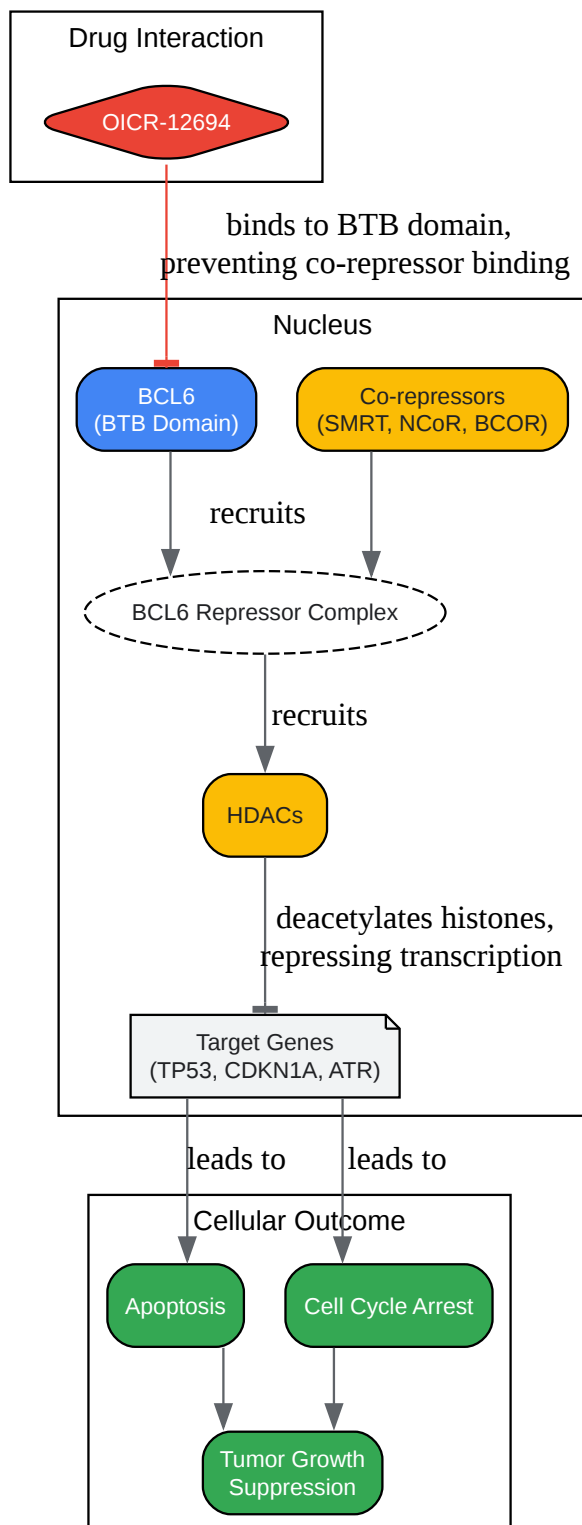 Drug Interaction
OICR-12694
binds to BTB domain,
preventing co-repressor binding
Nucleus
BCL6
(BTB Domain)
Co-repressors
(SMRT, NCoR, BCOR)
recruits
BCL6 Repressor Complex
recruits
HDACs
deacetylates histones,
repressing transcription
Target Genes
(TP53, CDKN1A, ATR)
leads to
leads to
Cellular Outcome
Apoptosis
Cell Cycle Arrest
Tumor Growth
Suppression